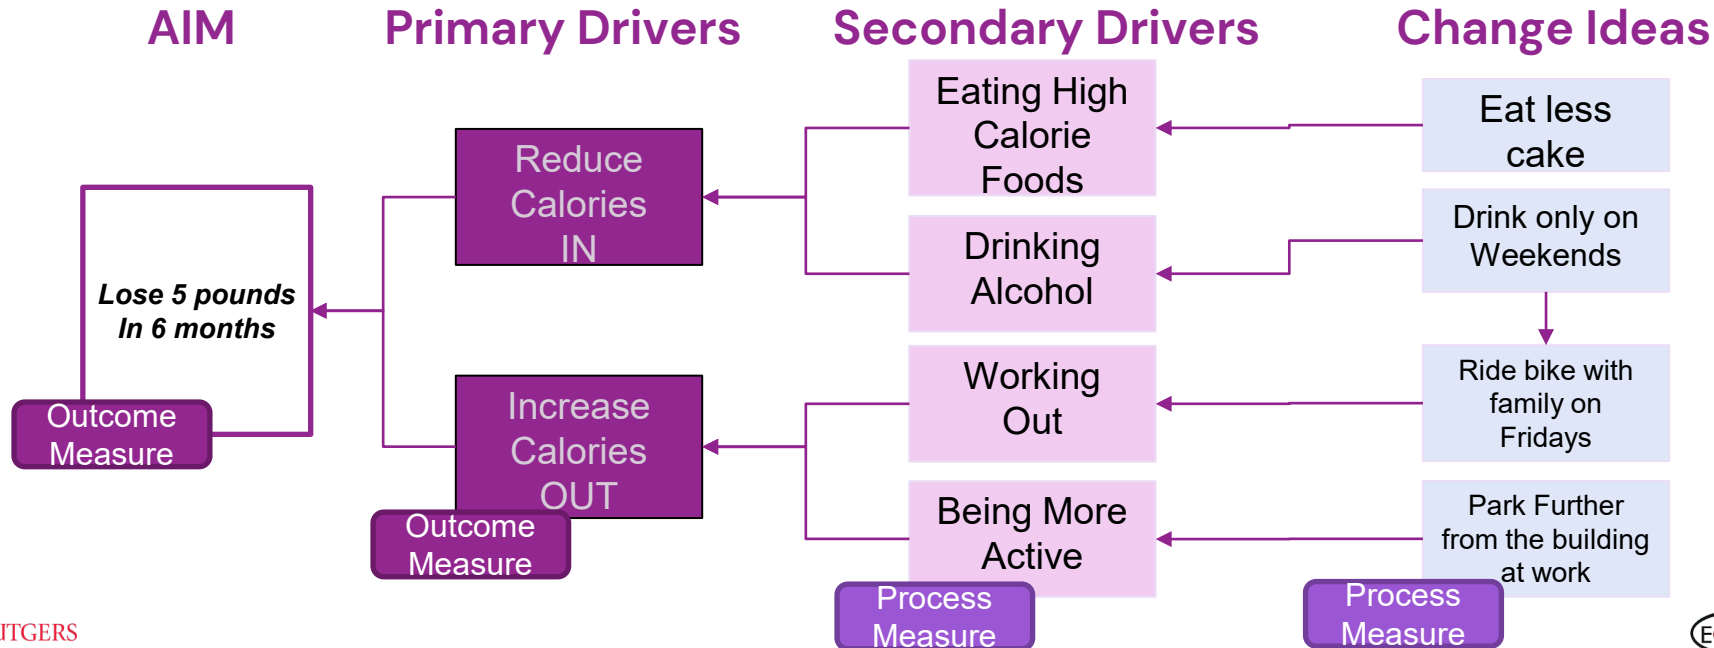 AIM
Primary Drivers
Secondary Drivers
Change Ideas
Lose 5 pounds
In 6 months
Outcome
Measure
Reduce
Calories
IN
Increase
Calories
OUT
Outcome
Measure
Eating High
Calorie
Foods
Drinking
Alcohol
Working
Out
Being More
Active
Process
Measure
Eat less
cake
Drink only on
Weekends
Ride bike with
family on
Fridays
Park Further
from the building
at work
Process
Measure
UTGERS